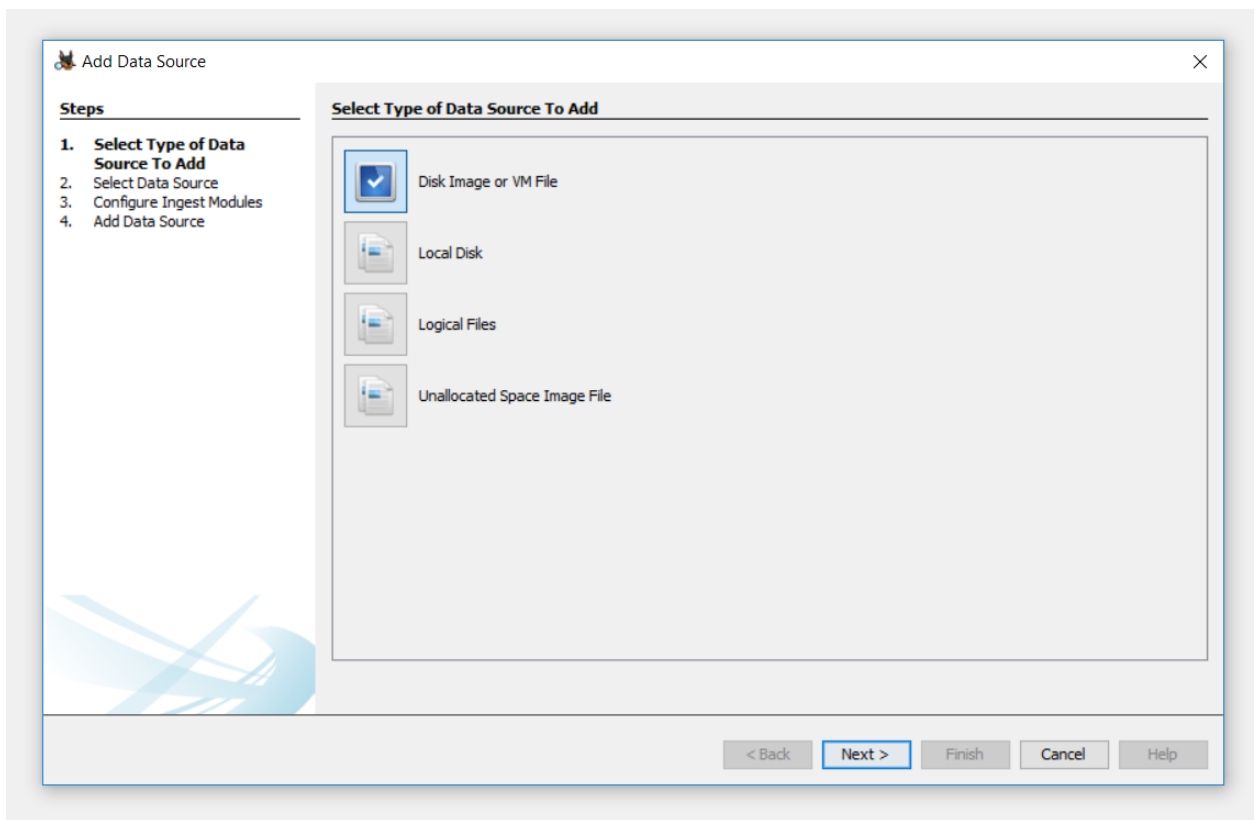 Add Data Source
Steps
1. Select Type of Data
Source To Add
2. Select Data Source
3. Configure Ingest Modules
4. Add Data Source
Select Type of Data Source To Add
Disk Image or VM File
Local Disk
Logical Files
Unallocated Space Image File
< Back
Next >
Finish
Cancel
Help